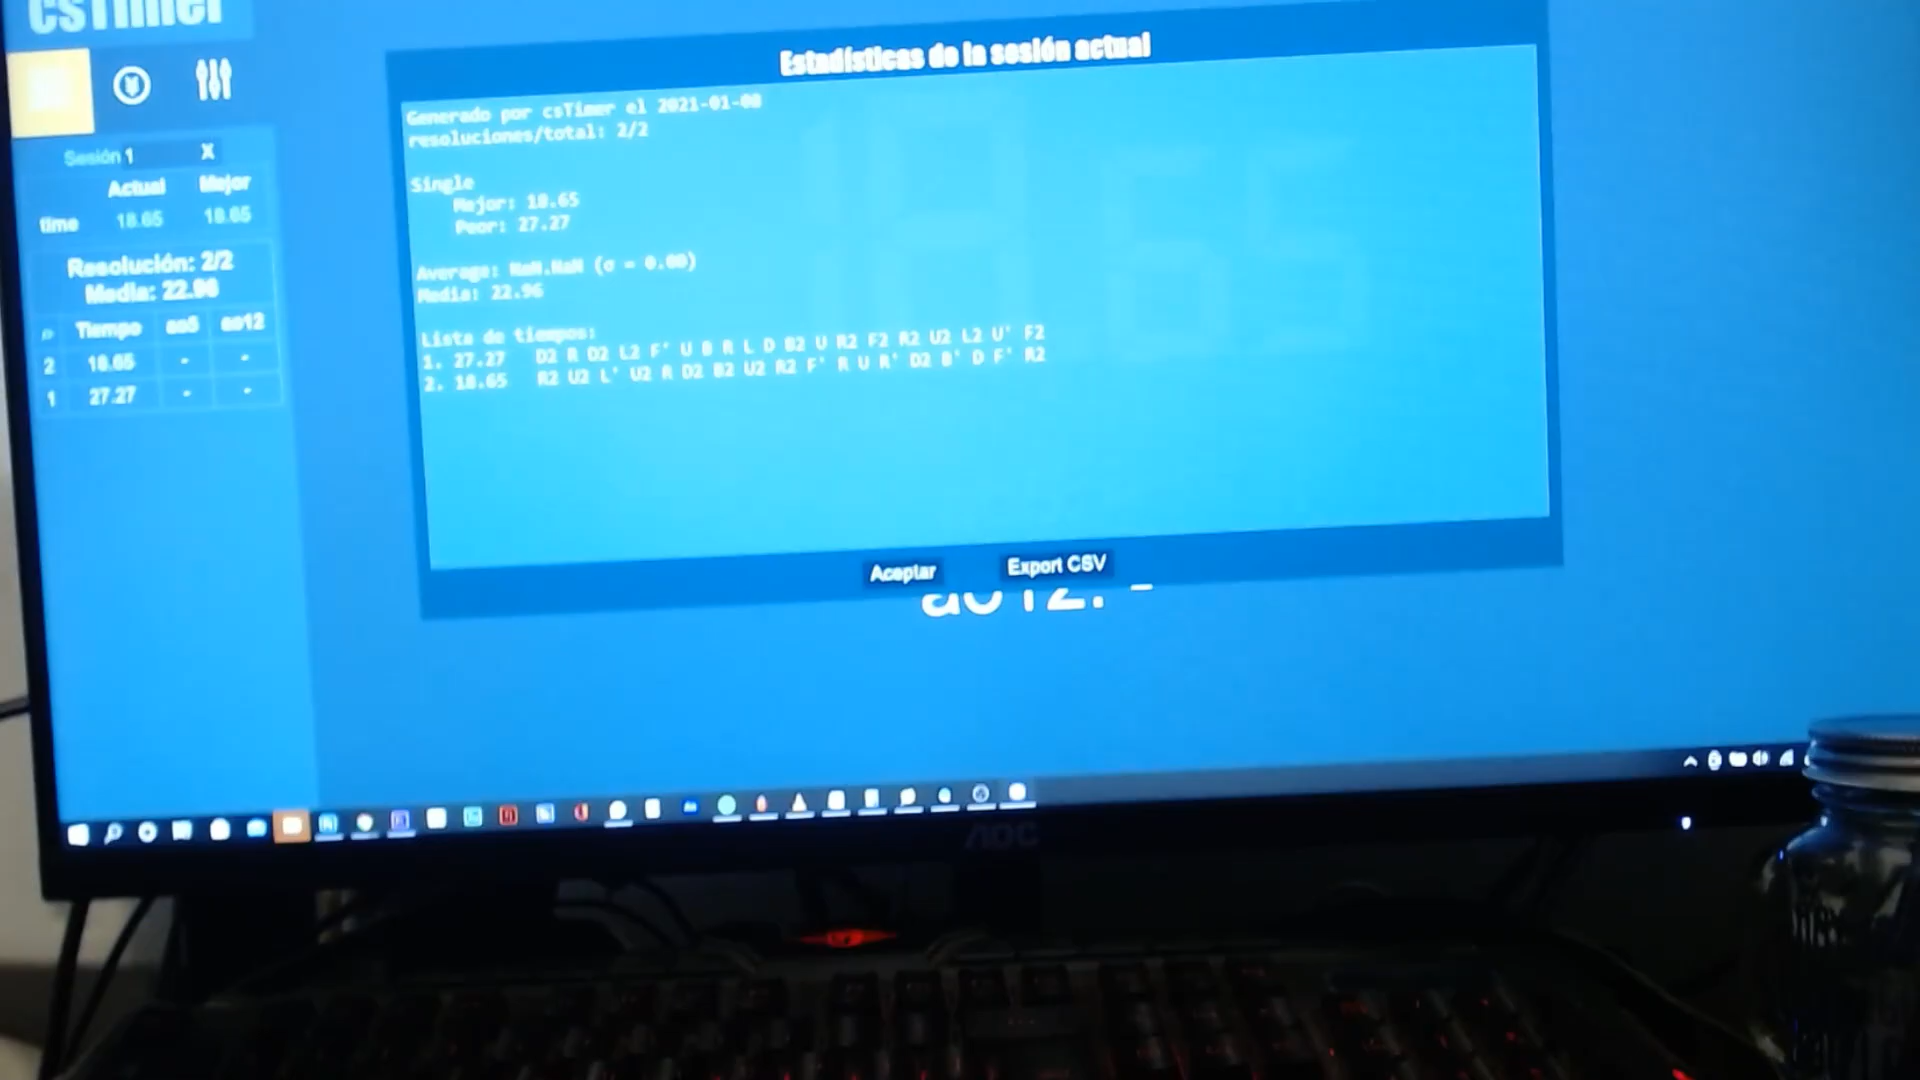 csTimer
Sesión 1 X
Actual Mejor
time 18.65 18.65
Resolución: 2/2
Media: 22.96
Tiempo ao5 ao12
2 18.65 - -
1 27.27 - -
Estadísticas de la sesión actual
Generado por csTimer el 2021-01-08
resoluciones/total: 2/2
Single
Mejor: 18.65
Peor: 27.27
Average: NaN.NaN (σ = 0.00)
Media: 22.96
Lista de tiempos:
1. 27.27 D2 R D2 L2 F' U B R L D B2 U R2 F2 R2 U2 L2 U' F2
2. 18.65 R2 U2 L' U2 R D2 B2 U2 R2 F' R U R' D2 B' D F' R2
Aceptar Export CSV
ao12: -
AOC